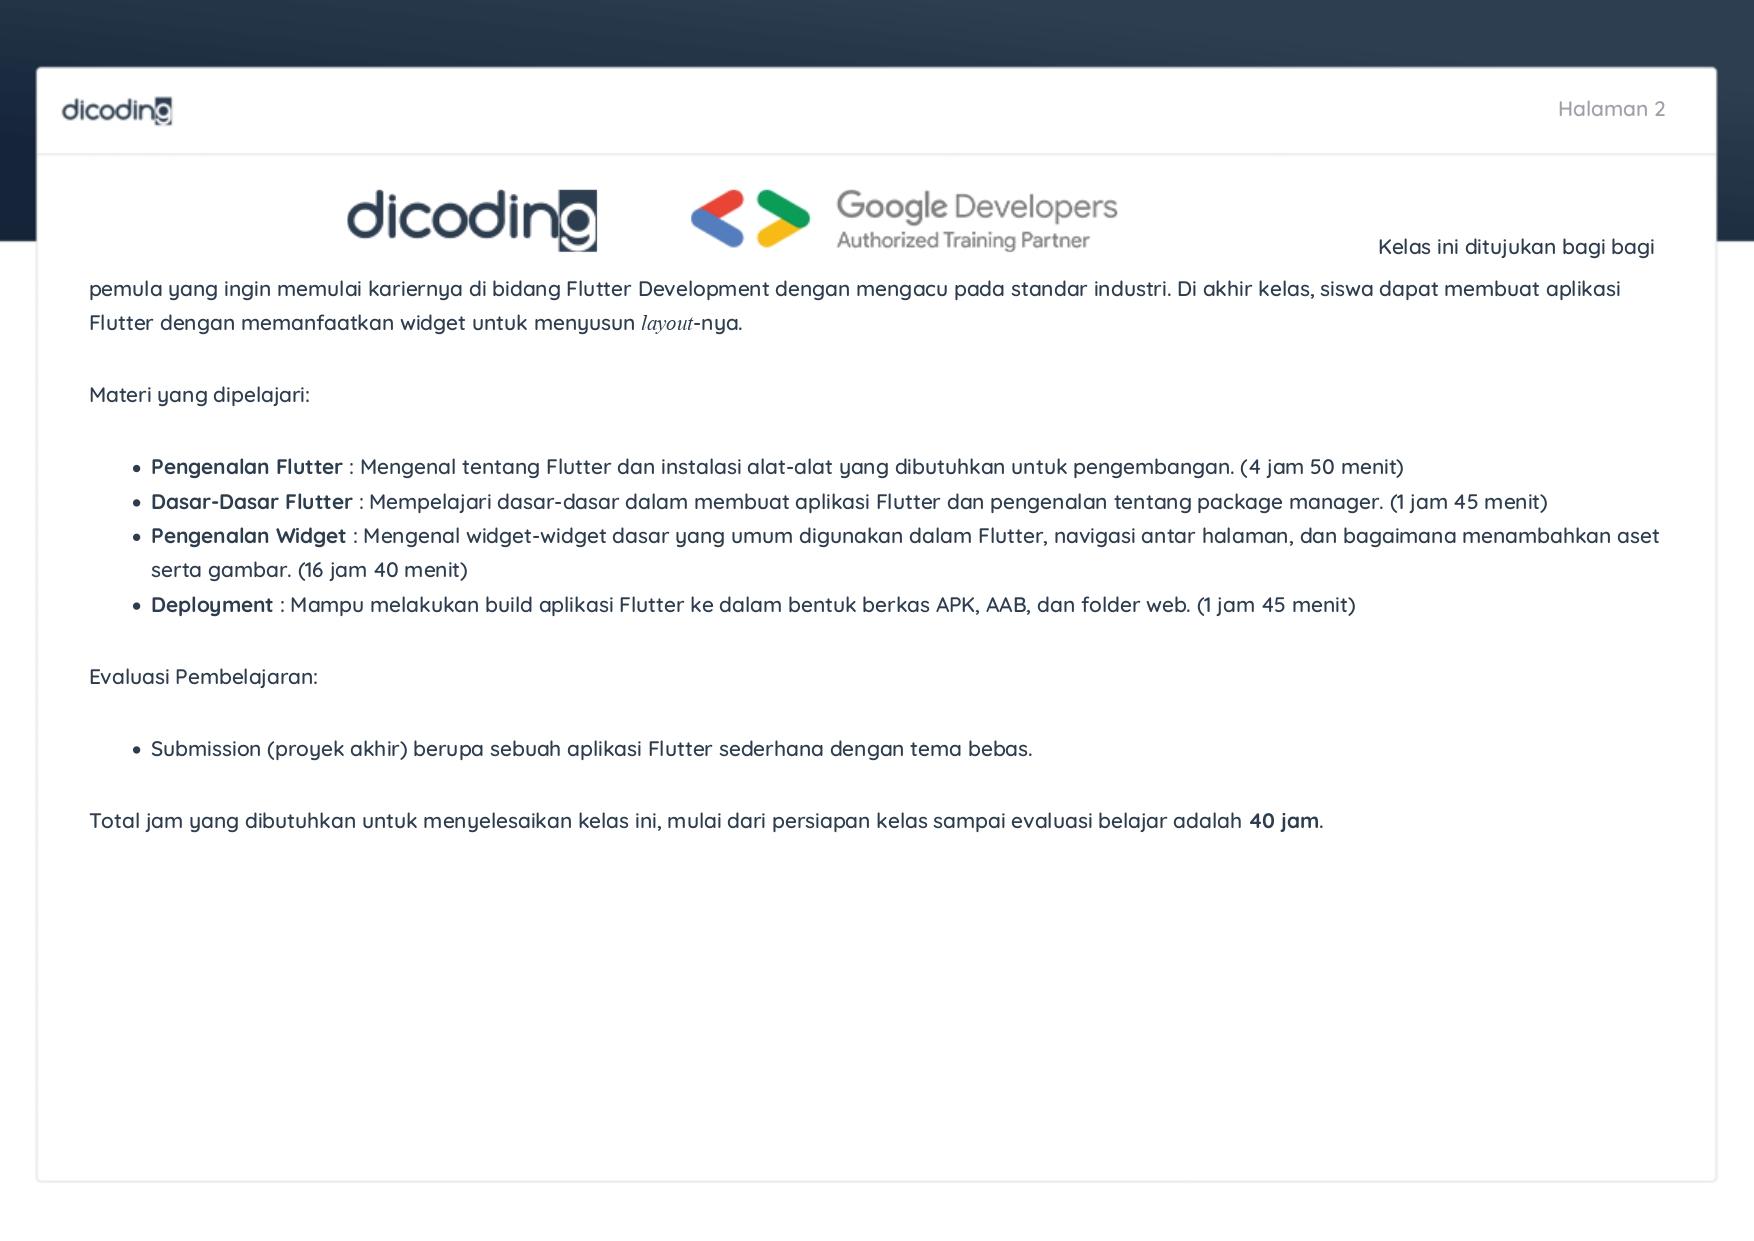 dicoding
Halaman 2
dicoding
Google Developers
Authorized Training Partner
Kelas ini ditujukan bagi bagi
pemula yang ingin memulai kariernya di bidang Flutter Development dengan mengacu pada standar industri. Di akhir kelas, siswa dapat membuat aplikasi
Flutter dengan memanfaatkan widget untuk menyusun layout-nya.
Materi yang dipelajari:
• Pengenalan Flutter : Mengenal tentang Flutter dan instalasi alat-alat yang dibutuhkan untuk pengembangan. (4 jam 50 menit)
• Dasar-Dasar Flutter : Mempelajari dasar-dasar dalam membuat aplikasi Flutter dan pengenalan tentang package manager. (1 jam 45 menit)
• Pengenalan Widget : Mengenal widget-widget dasar yang umum digunakan dalam Flutter, navigasi antar halaman, dan bagaimana menambahkan aset
serta gambar. (16 jam 40 menit)
• Deployment : Mampu melakukan build aplikasi Flutter ke dalam bentuk berkas APK, AAB, dan folder web. (1 jam 45 menit)
Evaluasi Pembelajaran:
• Submission (proyek akhir) berupa sebuah aplikasi Flutter sederhana dengan tema bebas.
Total jam yang dibutuhkan untuk menyelesaikan kelas ini, mulai dari persiapan kelas sampai evaluasi belajar adalah 40 jam.